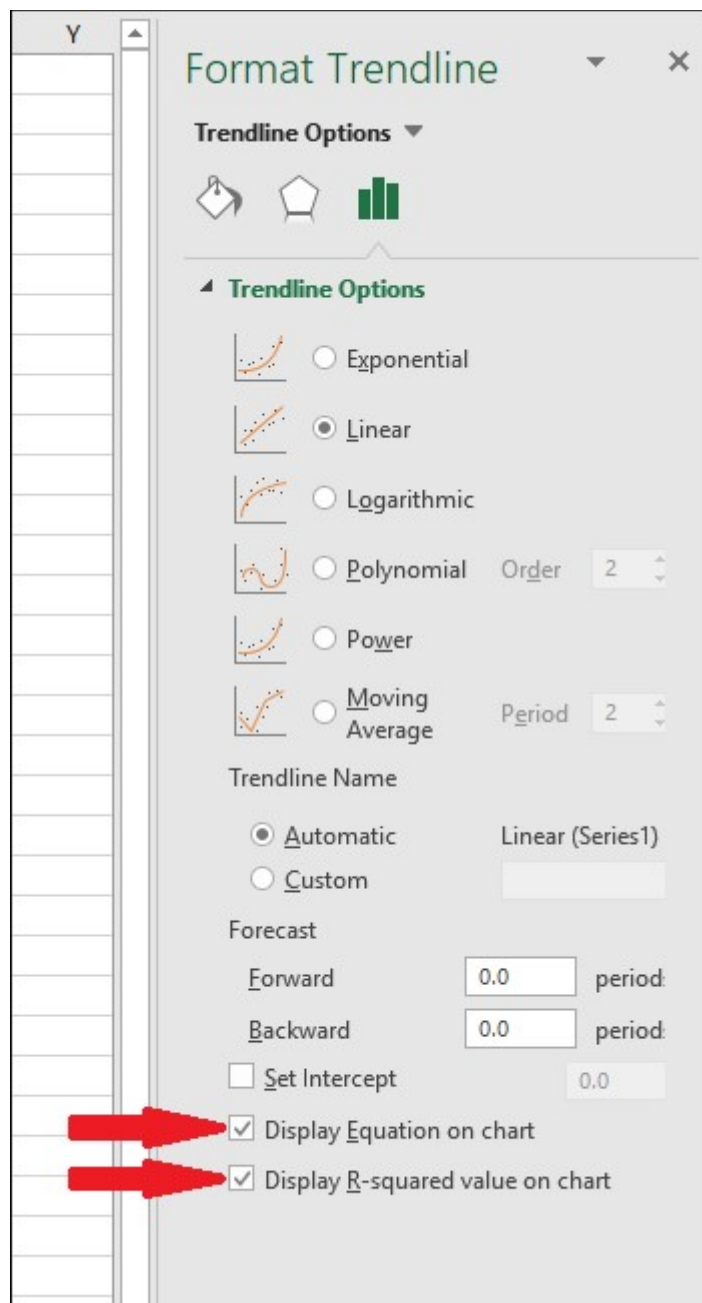 Y
Format Trendline
Trendline Options
Trendline Options
Exponential
Linear
Logarithmic
Polynomial Order 2
Power
Moving
Average Period 2
Trendline Name
Automatic Linear (Series1)
Custom
Forecast
Forward 0.0 period
Backward 0.0 period
Set Intercept 0.0
Display Equation on chart
Display R-squared value on chart